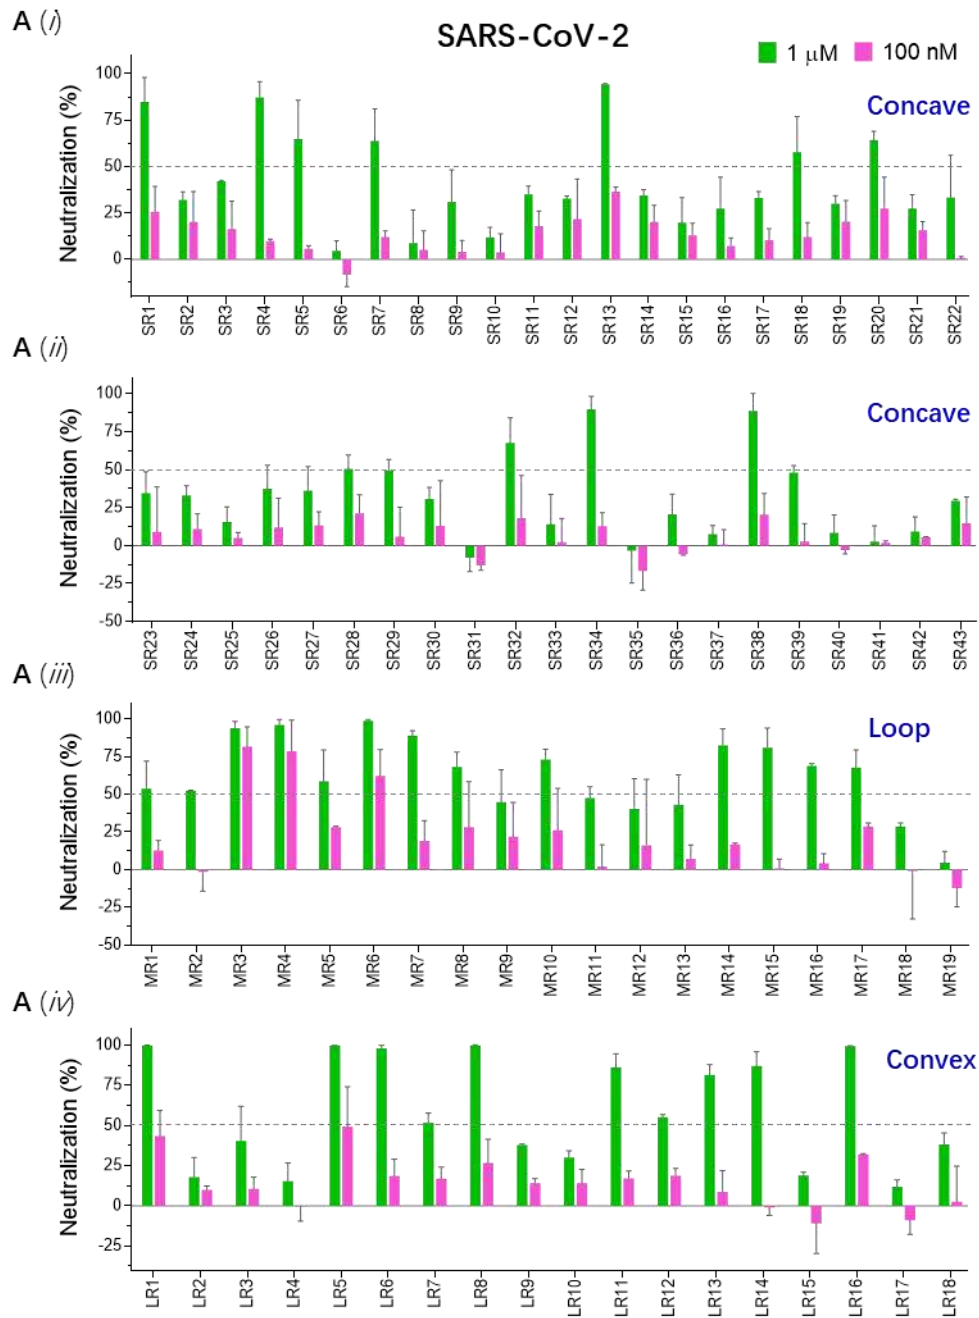 A (i)
SARS-CoV-2
1 μM 100 nM
Concave
Neutralization (%)
100
75
50
25
0
SR1 SR2 SR3 SR4 SR5 SR6 SR7 SR8 SR9 SR10 SR11 SR12 SR13 SR14 SR15 SR16 SR17 SR18 SR19 SR20 SR21 SR22
A (ii)
Concave
Neutralization (%)
100
75
50
25
0
-25
-50
SR23 SR24 SR25 SR26 SR27 SR28 SR29 SR30 SR31 SR32 SR33 SR34 SR35 SR36 SR37 SR38 SR39 SR40 SR41 SR42 SR43
A (iii)
Loop
Neutralization (%)
100
75
50
25
0
-25
-50
MR1 MR2 MR3 MR4 MR5 MR6 MR7 MR8 MR9 MR10 MR11 MR12 MR13 MR14 MR15 MR16 MR17 MR18 MR19
A (iv)
Convex
Neutralization (%)
100
75
50
25
0
-25
LR1 LR2 LR3 LR4 LR5 LR6 LR7 LR8 LR9 LR10 LR11 LR12 LR13 LR14 LR15 LR16 LR17 LR18